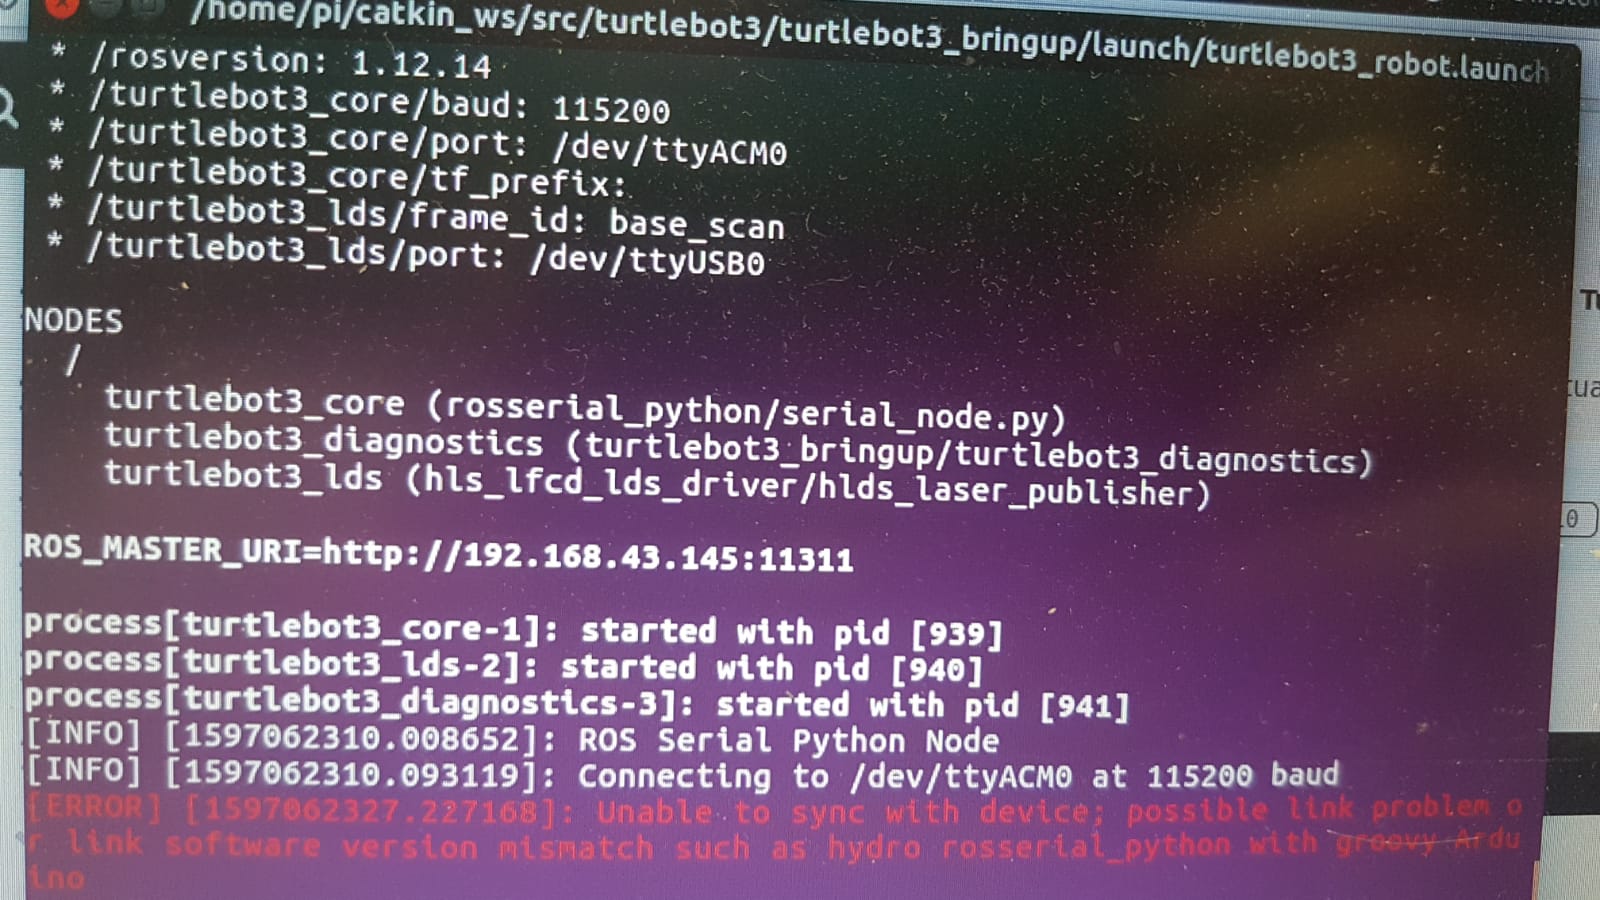 /home/pi/catkin_ws/src/turtlebot3/turtlebot3_bringup/launch/turtlebot3_robot.launch
* /rosversion: 1.12.14
* /turtlebot3_core/baud: 115200
* /turtlebot3_core/port: /dev/ttyACM0
* /turtlebot3_core/tf_prefix:
* /turtlebot3_lds/frame_id: base_scan
* /turtlebot3_lds/port: /dev/ttyUSB0
NODES
/
turtlebot3_core (rosserial_python/serial_node.py)
turtlebot3_diagnostics (turtlebot3_bringup/turtlebot3_diagnostics)
turtlebot3_lds (hls_lfcd_lds_driver/hlds_laser_publisher)
ROS_MASTER_URI=http://192.168.43.145:11311
process[turtlebot3_core-1]: started with pid [939]
process[turtlebot3_lds-2]: started with pid [940]
process[turtlebot3_diagnostics-3]: started with pid [941]
[INFO] [1597062310.008652]: ROS Serial Python Node
[INFO] [1597062310.093119]: Connecting to /dev/ttyACM0 at 115200 baud
[ERROR] [1597062327.227168]: Unable to sync with device; possible link problem o
r link software version mismatch such as hydro rosserial_python with groovy Ardu
ino